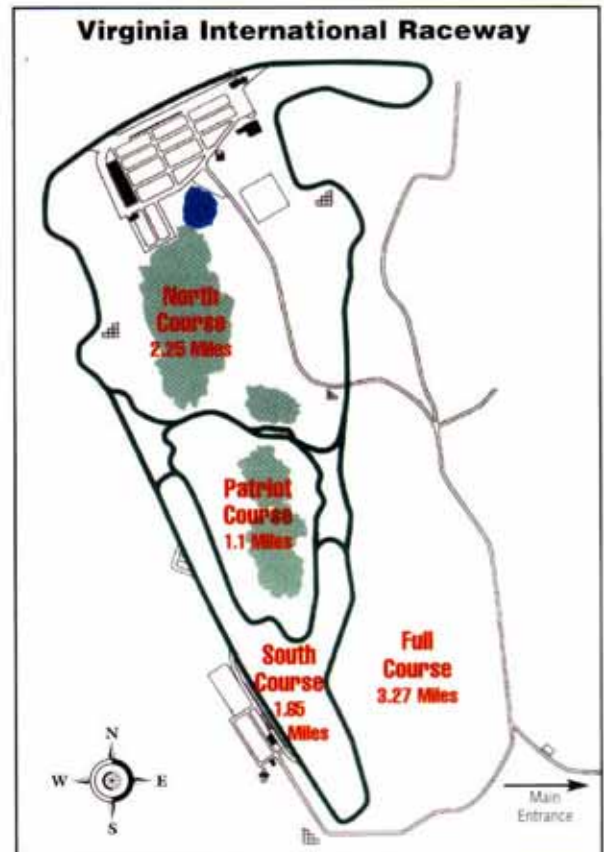 Virginia International Raceway
North
Course
2.25 Miles
Patriot
Course
1.1 Miles
South
Course
1.65
Miles
Full
Course
3.27 Miles
N
W E
S
Main
Entrance